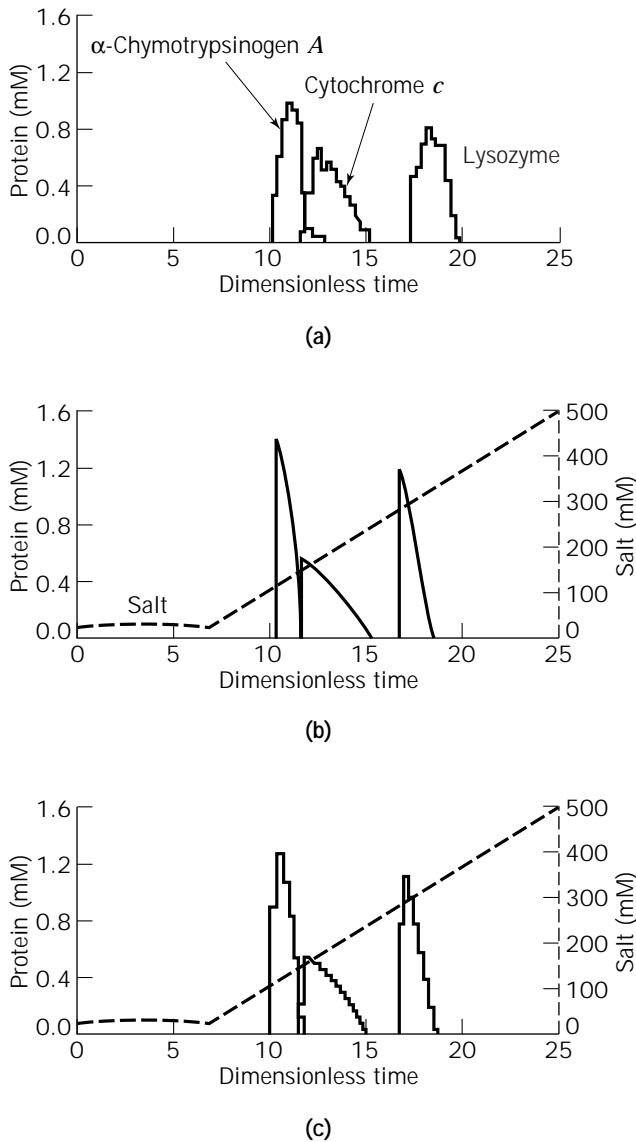 α-Chymotrypsinogen A
1.6
1.2
Cytochrome c
Protein (mM)
0.8
Lysozyme
0.4
0.0
0 5 10 15 20 25
Dimensionless time
(a)
1.6 500
1.2 400
300
Protein (mM)
Salt (mM)
0.8
200
0.4
Salt
100
0.0 0
0 5 10 15 20 25
Dimensionless time
(b)
1.6 500
1.2 400
300
Protein (mM)
Salt (mM)
0.8
200
0.4
100
0.0 0
0 5 10 15 20 25
Dimensionless time
(c)